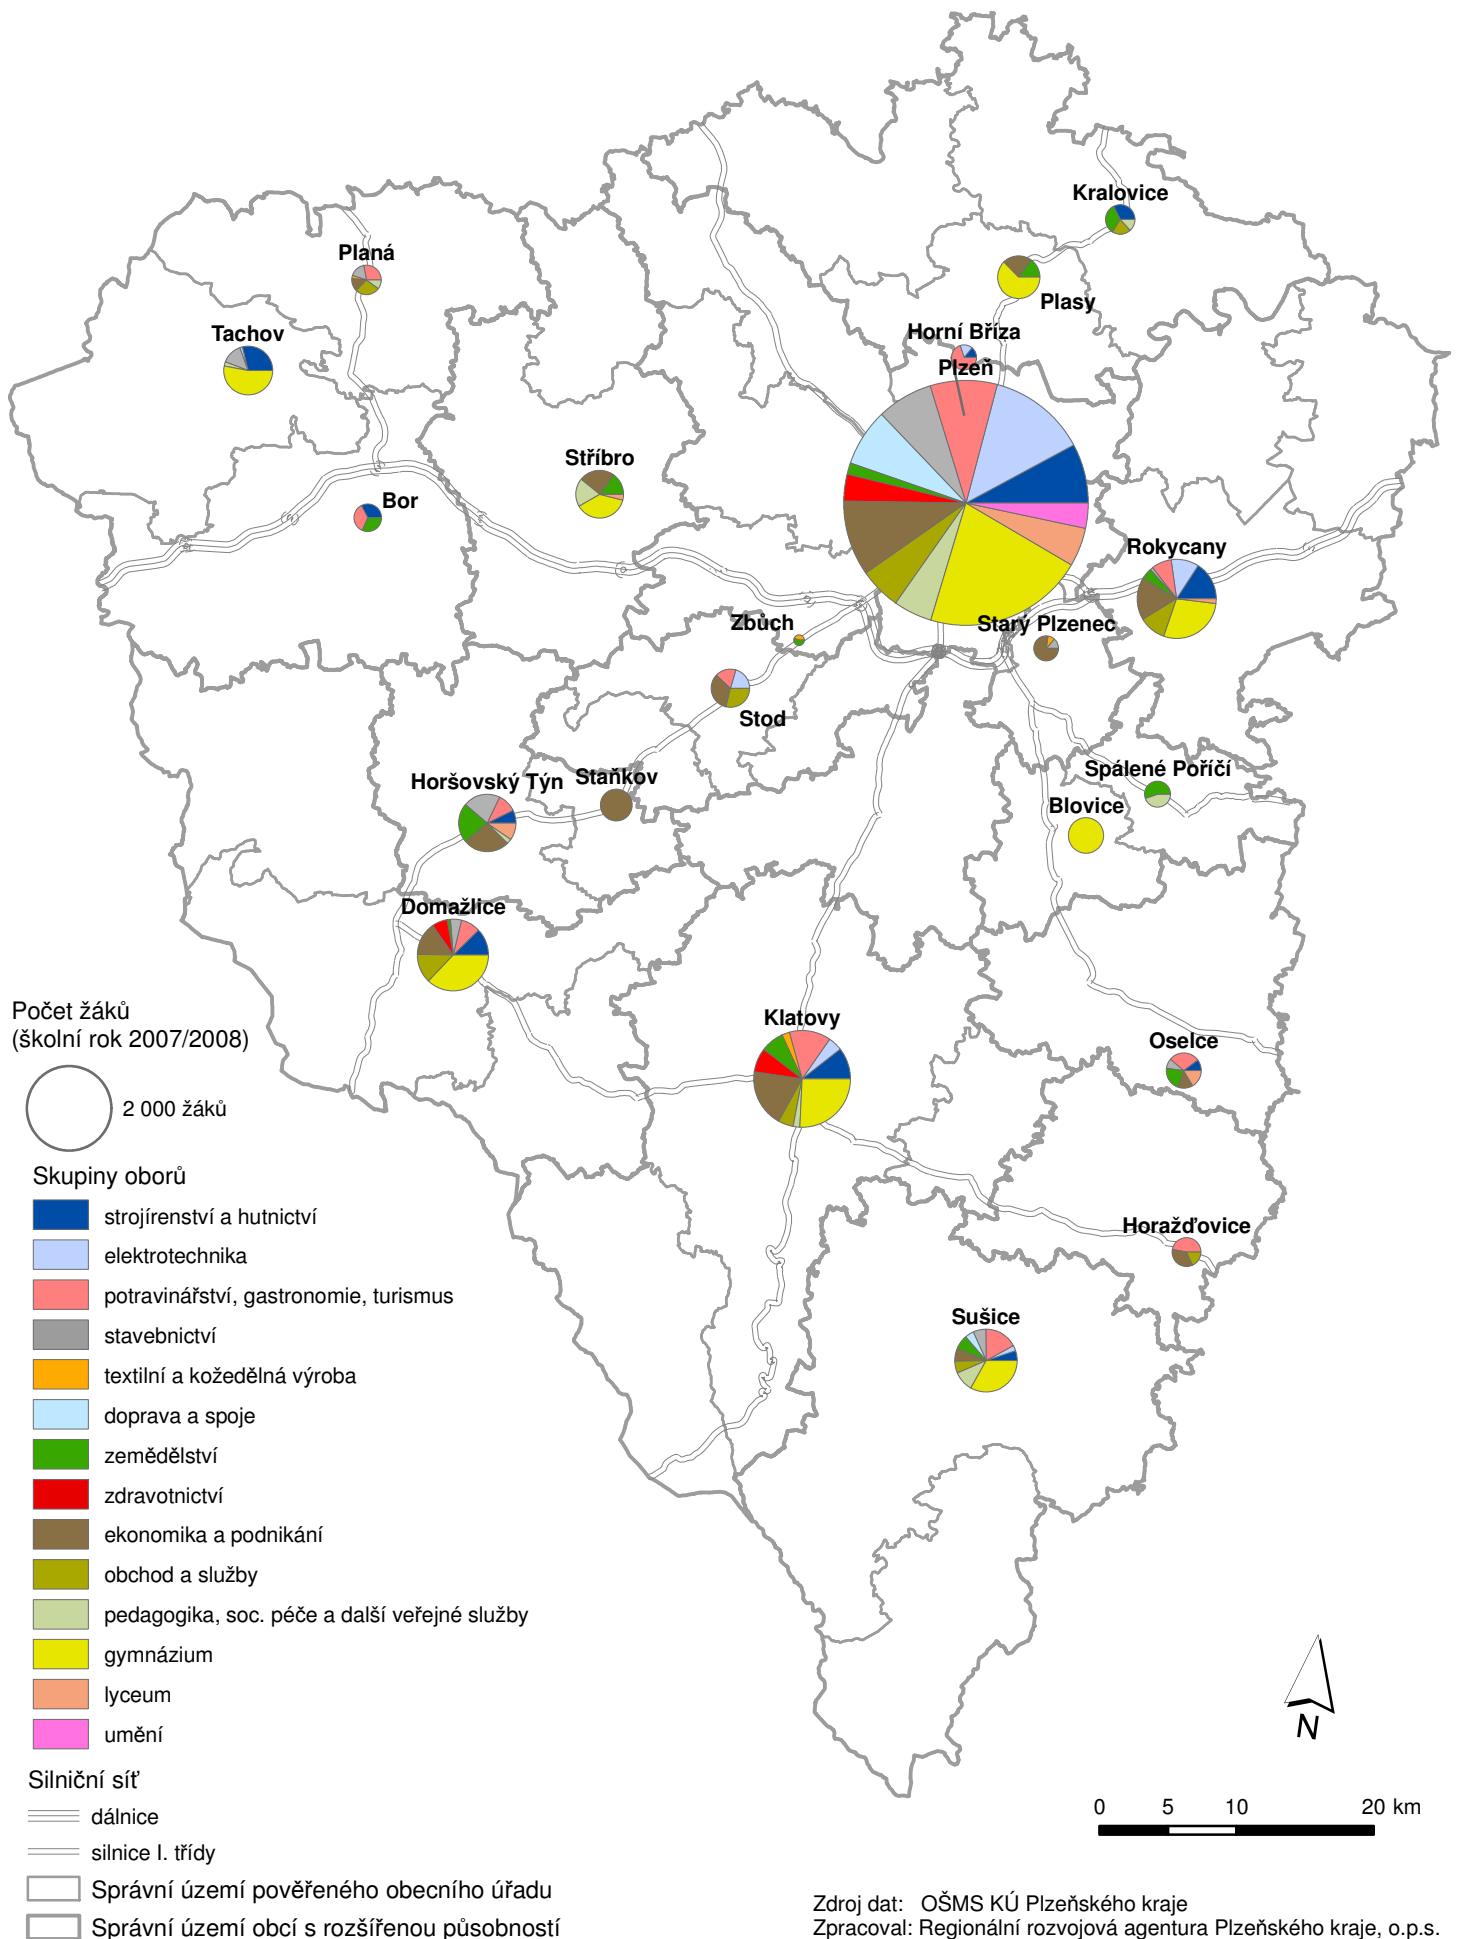 Kralovice
Planá
Plasy
Tachov
Horní Bříza
Plzeň
Stříbro
Bor
Rokycany
Zbůch
Starý Plzenec
Stod
Horšovský Týn
Staňkov
Spálené Poříčí
Blovice
Domažlice
Klatovy
Oselce
Horažďovice
Sušice
Počet žáků
(školní rok 2007/2008)
2 000 žáků
Skupiny oborů
strojírenství a hutnictví
elektrotechnika
potravinářství, gastronomie, turismus
stavebnictví
textilní a kožedělná výroba
doprava a spoje
zemědělství
zdravotnictví
ekonomika a podnikání
obchod a služby
pedagogika, soc. péče a další veřejné služby
gymnázium
lyceum
umění
Silniční síť
dálnice
silnice I. třídy
Správní území pověřeného obecního úřadu
Správní území obcí s rozšířenou působností
N
0 5 10 20 km
Zdroj dat: OŠMS KÚ Plzeňského kraje
Zpracoval: Regionální rozvojová agentura Plzeňského kraje, o.p.s.